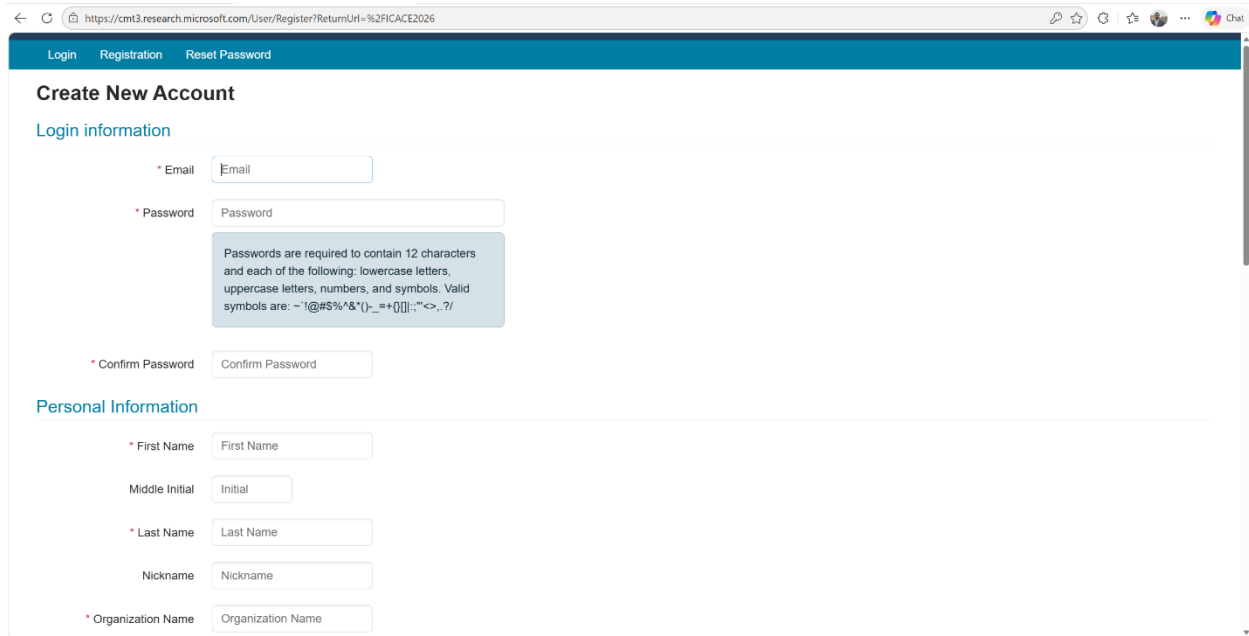 https://cmt3.research.microsoft.com/User/Register?ReturnUrl=%2FICACE2026
Chat
Login Registration Reset Password
Create New Account
Login information
* Email Email
* Password Password
Passwords are required to contain 12 characters
and each of the following: lowercase letters,
uppercase letters, numbers, and symbols. Valid
symbols are: ~`!@#$%^&*()-_=+{}[]|:;"'<>,.?/
* Confirm Password Confirm Password
Personal Information
* First Name First Name
Middle Initial Initial
* Last Name Last Name
Nickname Nickname
* Organization Name Organization Name